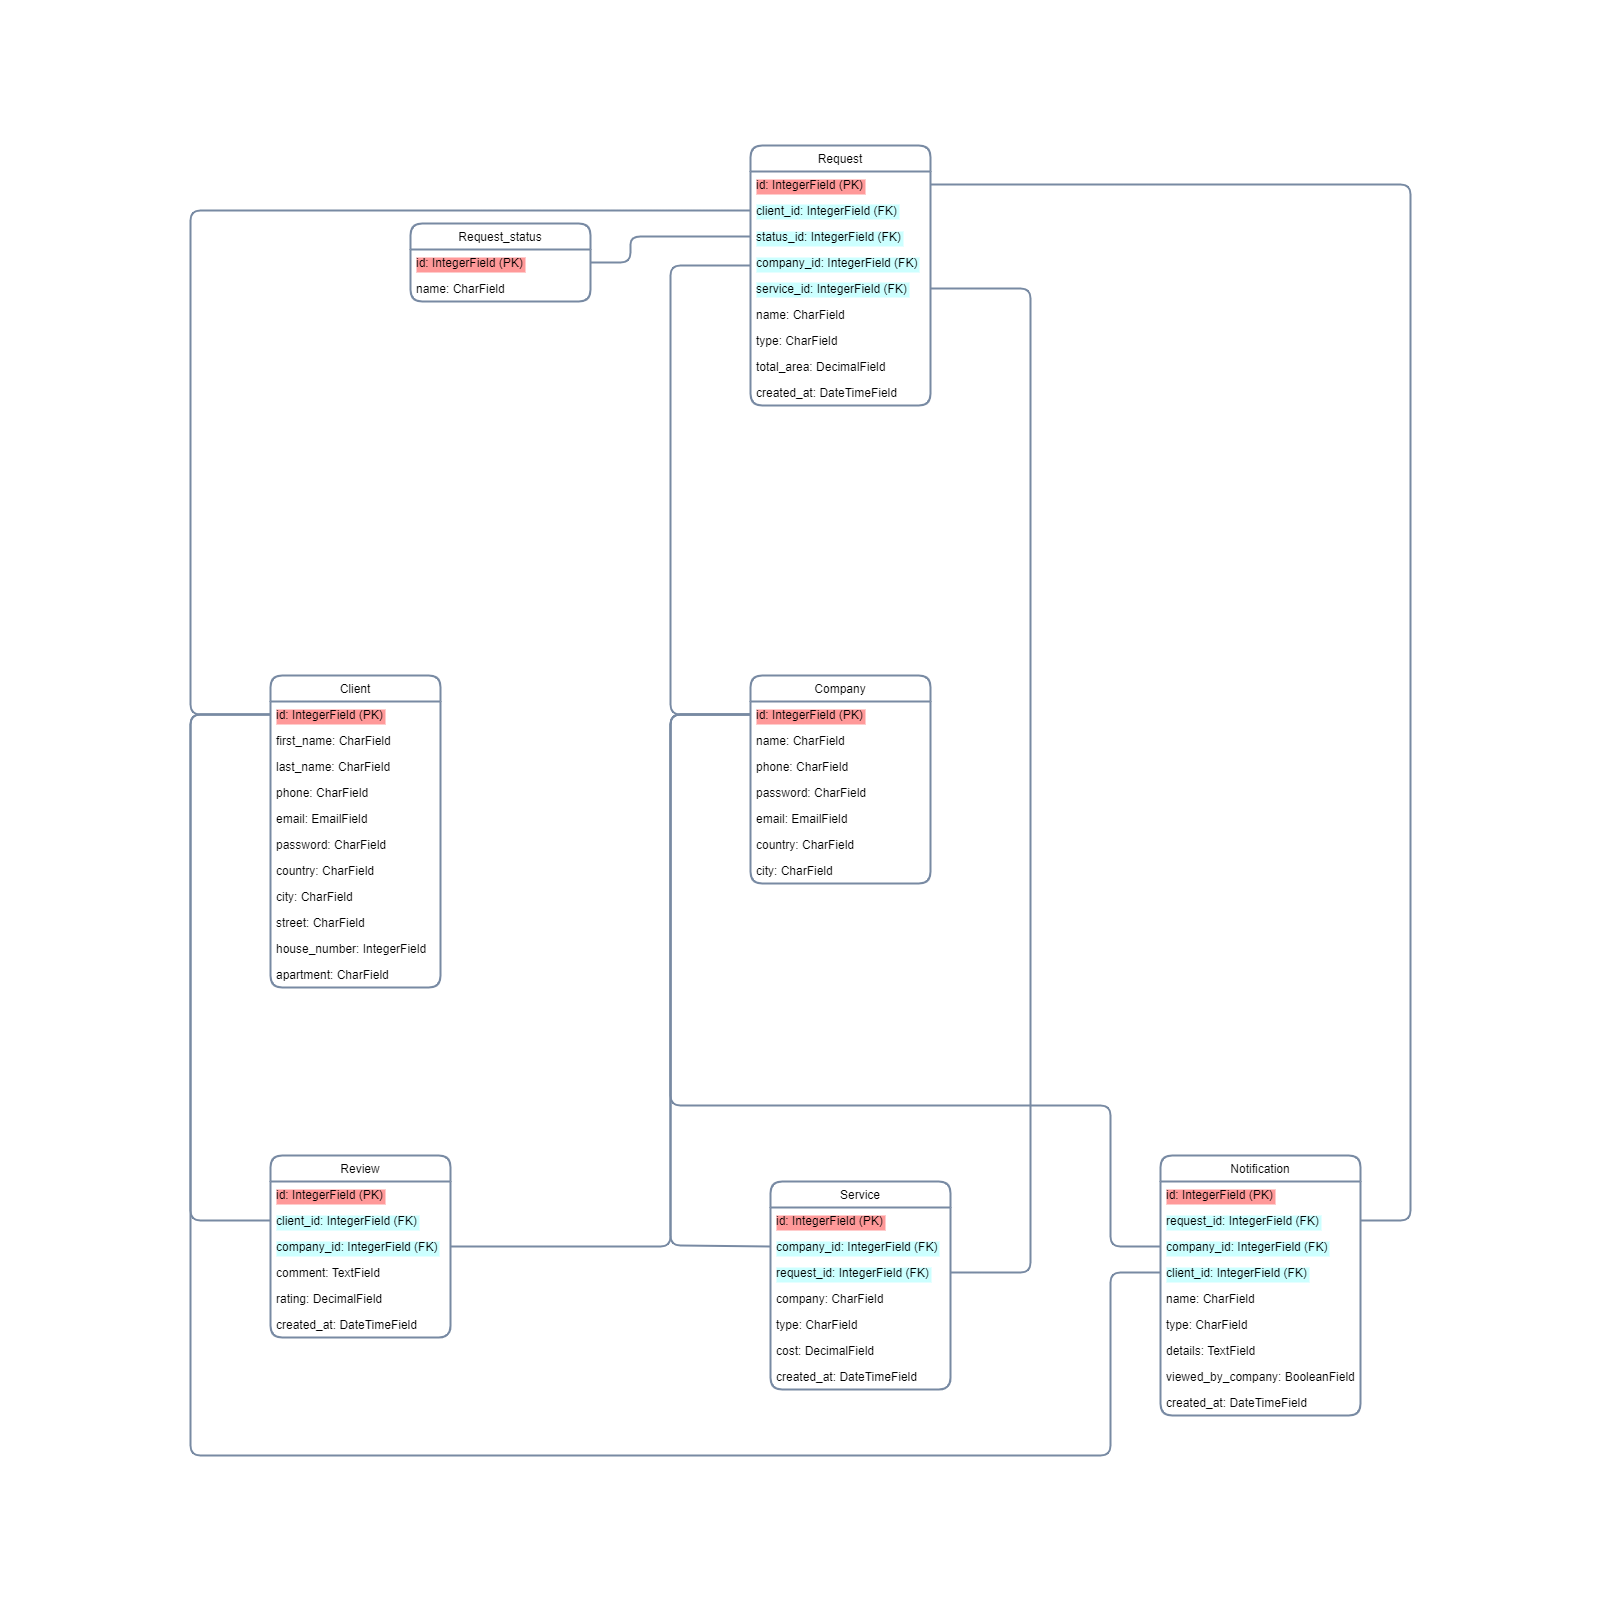 Request
id: IntegerField (PK)
client_id: IntegerField (FK)
status_id: IntegerField (FK)
company_id: IntegerField (FK)
service_id: IntegerField (FK)
name: CharField
type: CharField
total_area: DecimalField
created_at: DateTimeField
Request_status
id: IntegerField (PK)
name: CharField
Client
id: IntegerField (PK)
first_name: CharField
last_name: CharField
phone: CharField
email: EmailField
password: CharField
country: CharField
city: CharField
street: CharField
house_number: IntegerField
apartment: CharField
Company
id: IntegerField (PK)
name: CharField
phone: CharField
password: CharField
email: EmailField
country: CharField
city: CharField
Review
id: IntegerField (PK)
client_id: IntegerField (FK)
company_id: IntegerField (FK)
comment: TextField
rating: DecimalField
created_at: DateTimeField
Service
id: IntegerField (PK)
company_id: IntegerField (FK)
request_id: IntegerField (FK)
company: CharField
type: CharField
cost: DecimalField
created_at: DateTimeField
Notification
id: IntegerField (PK)
request_id: IntegerField (FK)
company_id: IntegerField (FK)
client_id: IntegerField (FK)
name: CharField
type: CharField
details: TextField
viewed_by_company: BooleanField
created_at: DateTimeField